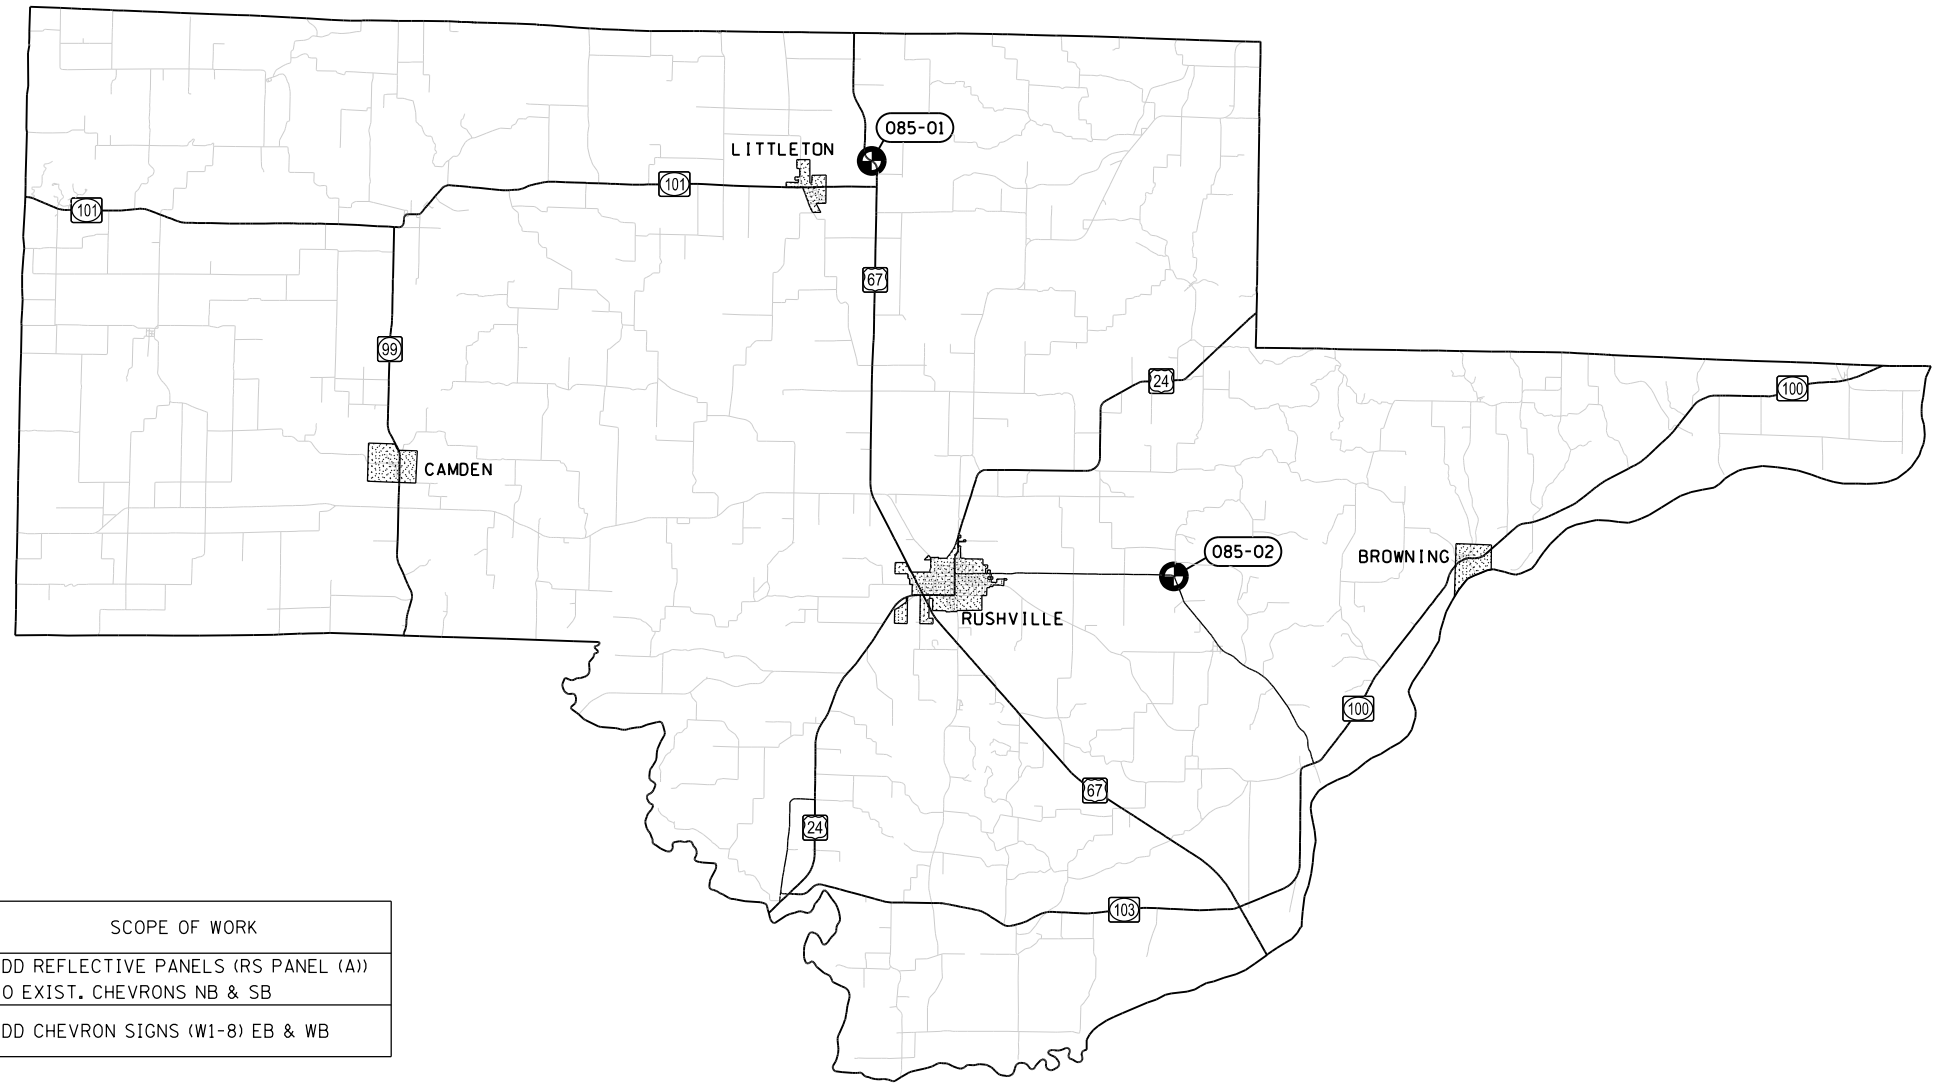 085-01
LITTLETON
101
101
67
99
24
100
CAMDEN
085-02
BROWNING
RUSHVILLE
100
67
24
103
SCOPE OF WORK
DD REFLECTIVE PANELS (RS PANEL (A))
O EXIST. CHEVRONS NB & SB
DD CHEVRON SIGNS (W1-8) EB & WB